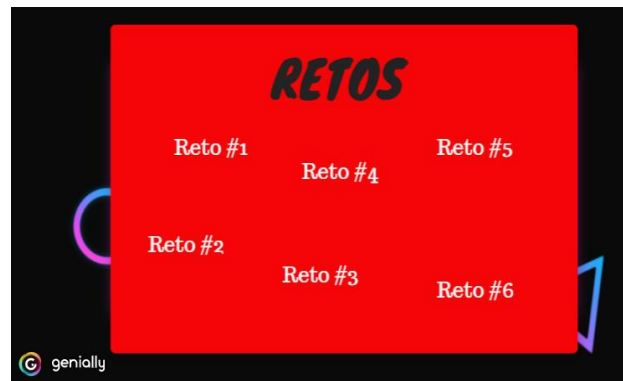 RETOS
Reto #1
Reto #4
Reto #5
Reto #2
Reto #3
Reto #6
genially